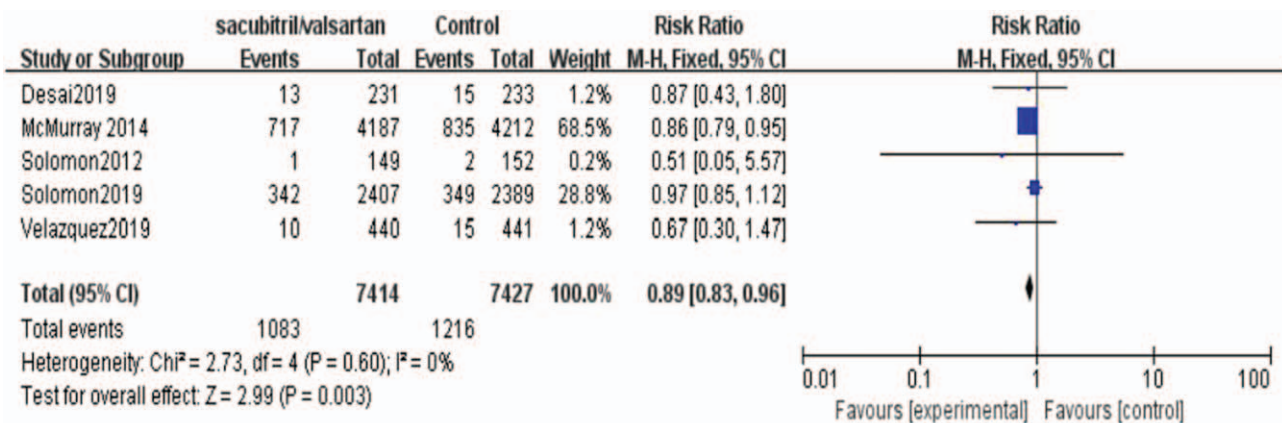 sacubitril/valsartan Control Risk Ratio Risk Ratio
Study or Subgroup Events Total Events Total Weight M-H, Fixed, 95% CI M-H, Fixed, 95% CI
Desai2019 13 231 15 233 1.2% 0.87 [0.43, 1.80]
McMurray 2014 717 4187 835 4212 68.5% 0.86 [0.79, 0.95]
Solomon2012 1 149 2 152 0.2% 0.51 [0.05, 5.57]
Solomon2019 342 2407 349 2389 28.8% 0.97 [0.85, 1.12]
Velazquez2019 10 440 15 441 1.2% 0.67 [0.30, 1.47]
Total (95% CI) 7414 7427 100.0% 0.89 [0.83, 0.96]
Total events 1083 1216
Heterogeneity: Chi² = 2.73, df = 4 (P = 0.60); I² = 0%
Test for overall effect: Z = 2.99 (P = 0.003)
0.01 0.1 1 10 100
Favours [experimental] Favours [control]